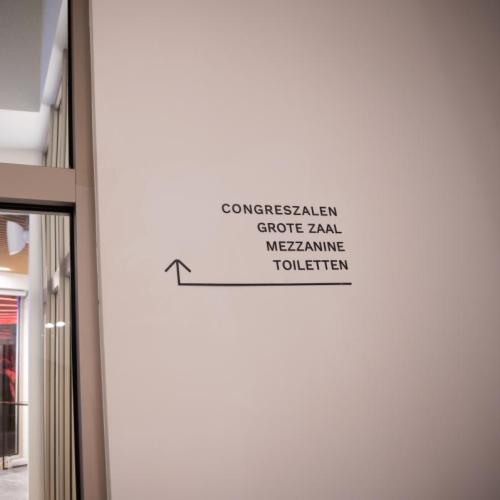 CONGRESZALEN
GROTE ZAAL
MEZZANINE
TOILETTEN